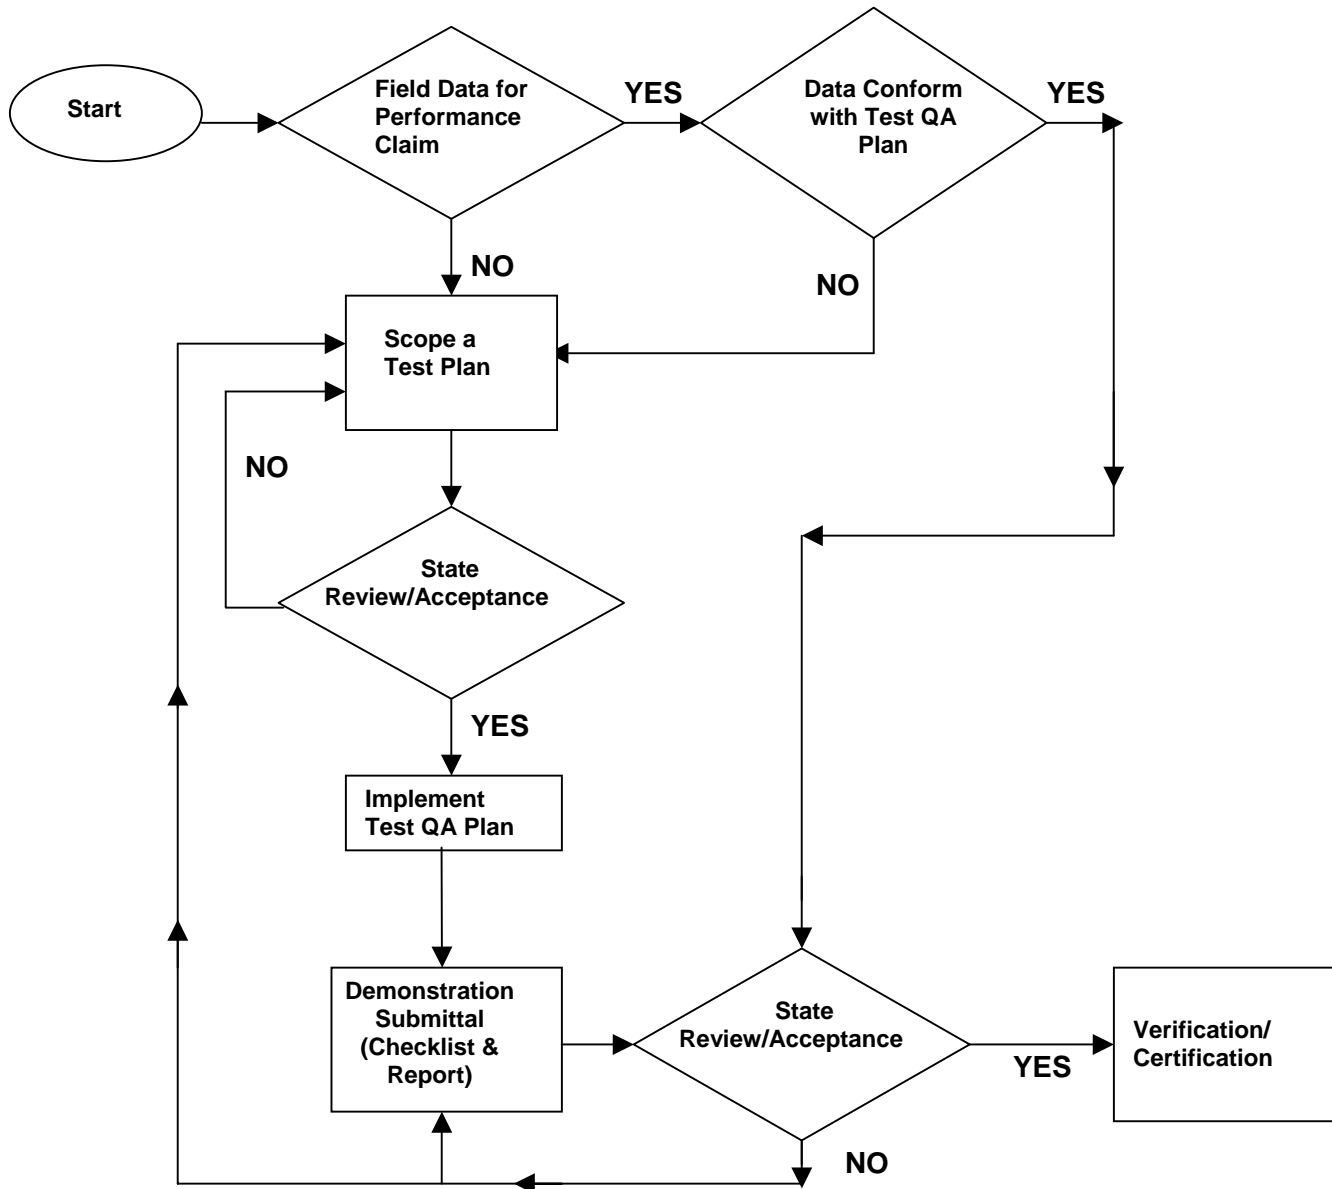 Start
Field Data for
Performance
Claim
YES
Data Conform
with Test QA
Plan
YES
NO
NO
Scope a
Test Plan
NO
State
Review/Acceptance
YES
Implement
Test QA Plan
Demonstration
Submittal
(Checklist &
Report)
State
Review/Acceptance
YES
Verification/
Certification
NO